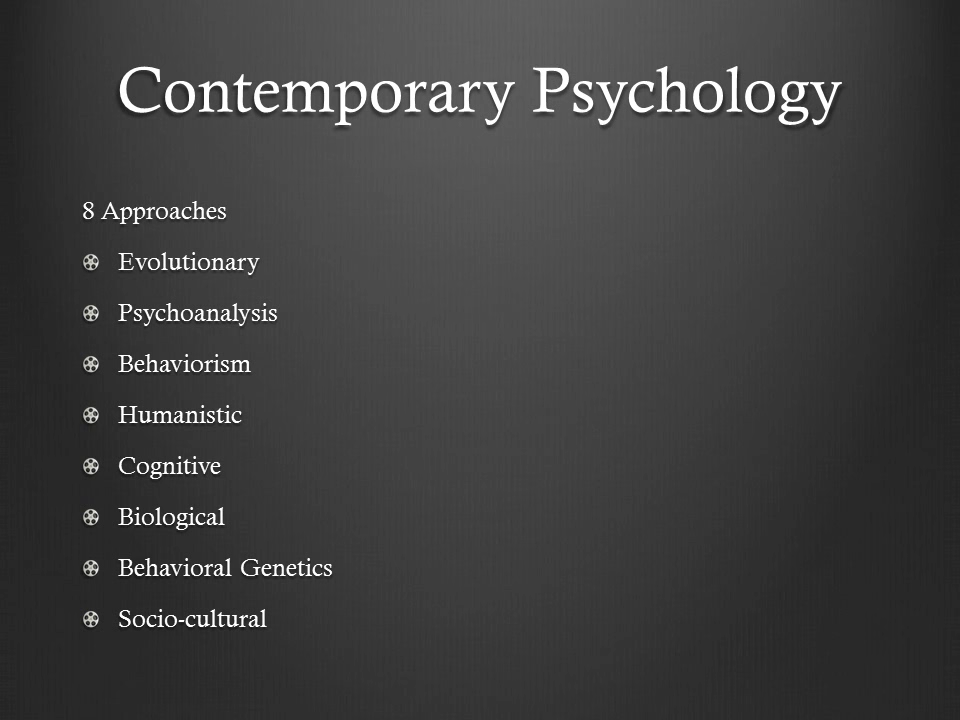 Contemporary Psychology
8 Approaches
Evolutionary
Psychoanalysis
Behaviorism
Humanistic
Cognitive
Biological
Behavioral Genetics
Socio-cultural